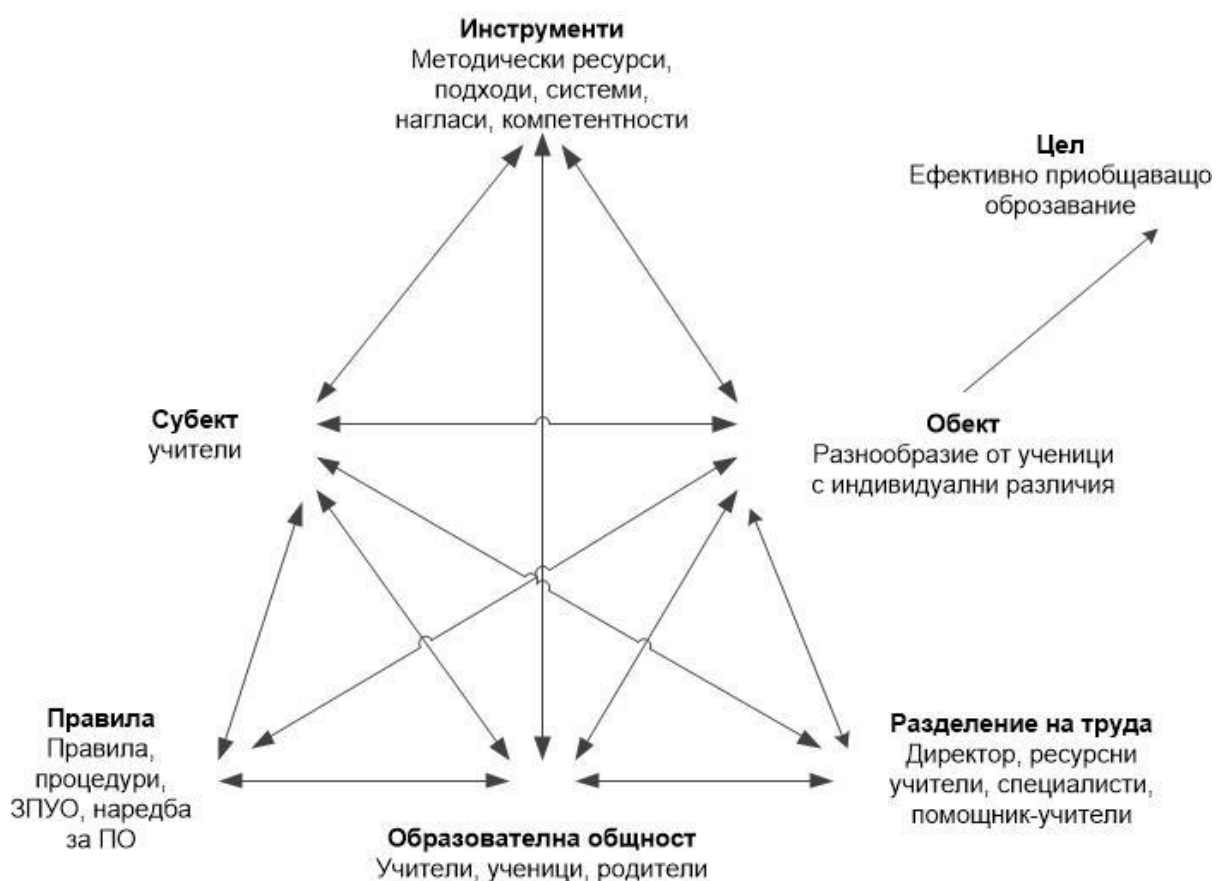 Инструменти
Методически ресурси,
подходи, системи,
нагласи, компетентности
Цел
Ефективно приобщаващо
оброзавание
Субект
учители
Обект
Разнообразие от ученици
с индивидуални различия
Правила
Правила,
процедури,
ЗПУО, наредба
за ПО
Образователна общност
Учители, ученици, родители
Разделение на труда
Директор, ресурсни
учители, специалисти,
помощник-учители